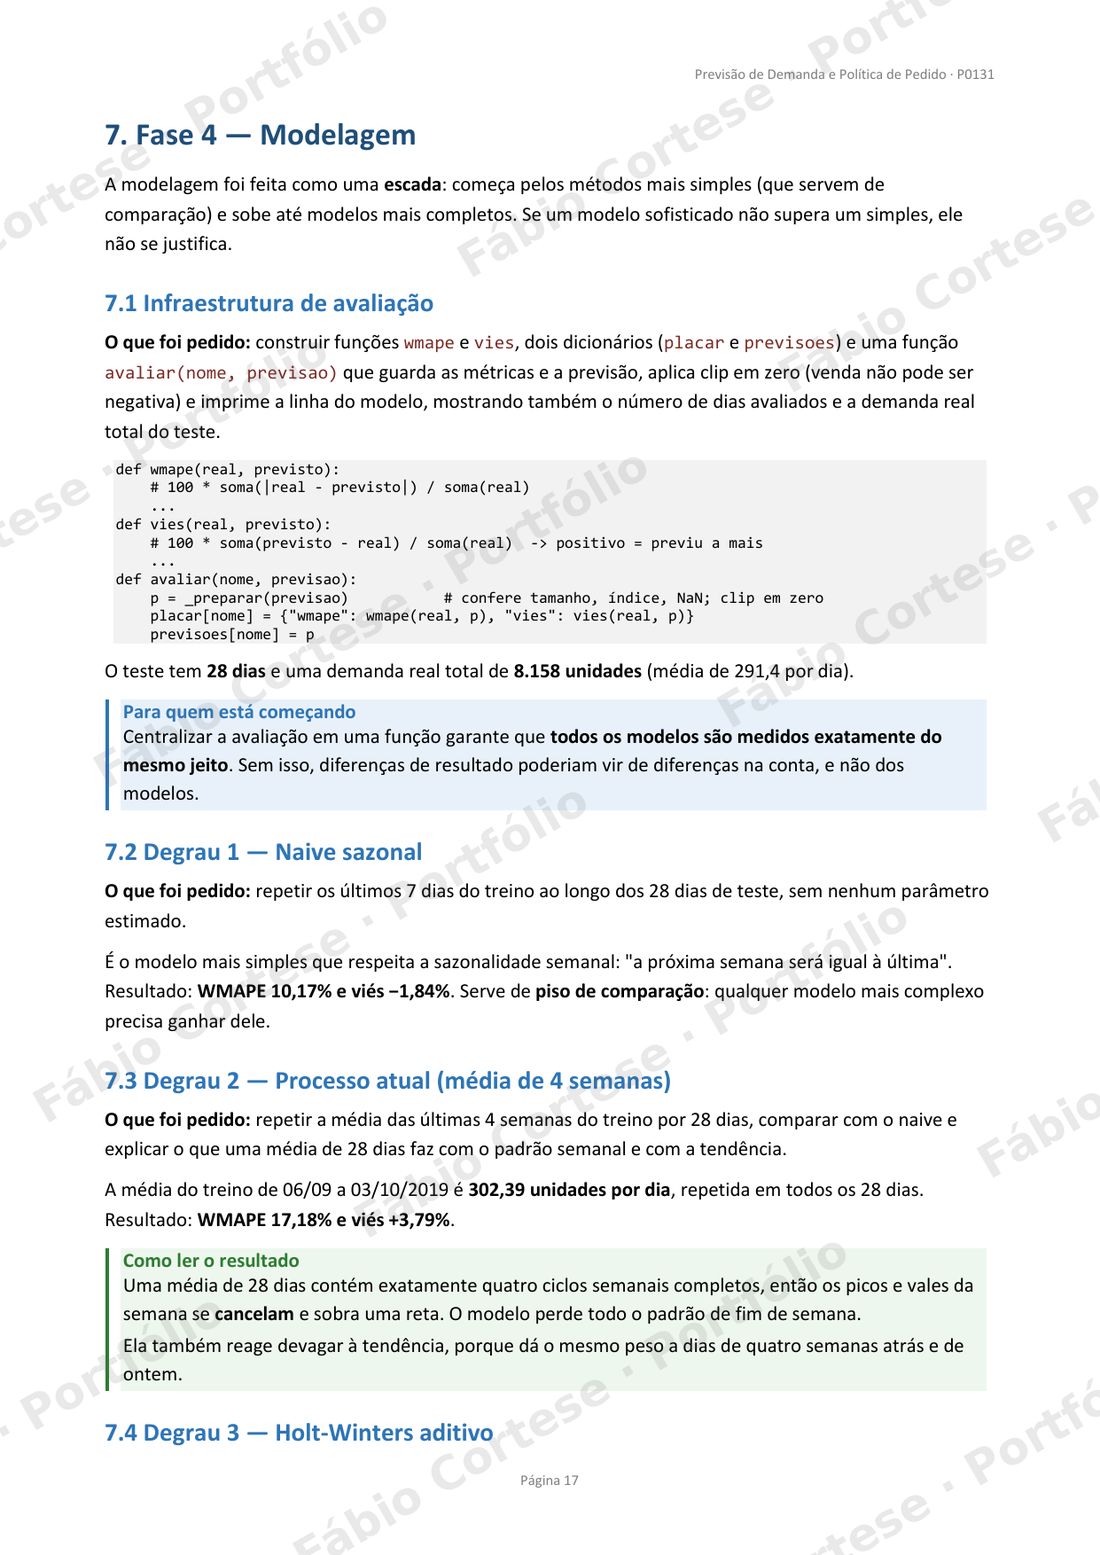 Previsão de Demanda e Política de Pedido · P0131
7. Fase 4 — Modelagem
A modelagem foi feita como uma escada: começa pelos métodos mais simples (que servem de
comparação) e sobe até modelos mais completos. Se um modelo sofisticado não supera um simples, ele
não se justifica.
7.1 Infraestrutura de avaliação
O que foi pedido: construir funções wmape e vies, dois dicionários (placar e previsoes) e uma função
avaliar(nome, previsao) que guarda as métricas e a previsão, aplica clip em zero (venda não pode ser
negativa) e imprime a linha do modelo, mostrando também o número de dias avaliados e a demanda real
total do teste.
def wmape(real, previsto):
    # 100 * soma(|real - previsto|) / soma(real)
    ...
def vies(real, previsto):
    # 100 * soma(previsto - real) / soma(real)  -> positivo = previu a mais
    ...
def avaliar(nome, previsao):
    p = _preparar(previsao)           # confere tamanho, índice, NaN; clip em zero
    placar[nome] = {"wmape": wmape(real, p), "vies": vies(real, p)}
    previsoes[nome] = p
O teste tem 28 dias e uma demanda real total de 8.158 unidades (média de 291,4 por dia).
Para quem está começando
Centralizar a avaliação em uma função garante que todos os modelos são medidos exatamente do
mesmo jeito. Sem isso, diferenças de resultado poderiam vir de diferenças na conta, e não dos
modelos.
7.2 Degrau 1 — Naive sazonal
O que foi pedido: repetir os últimos 7 dias do treino ao longo dos 28 dias de teste, sem nenhum parâmetro
estimado.
É o modelo mais simples que respeita a sazonalidade semanal: "a próxima semana será igual à última".
Resultado: WMAPE 10,17% e viés −1,84%. Serve de piso de comparação: qualquer modelo mais complexo
precisa ganhar dele.
7.3 Degrau 2 — Processo atual (média de 4 semanas)
O que foi pedido: repetir a média das últimas 4 semanas do treino por 28 dias, comparar com o naive e
explicar o que uma média de 28 dias faz com o padrão semanal e com a tendência.
A média do treino de 06/09 a 03/10/2019 é 302,39 unidades por dia, repetida em todos os 28 dias.
Resultado: WMAPE 17,18% e viés +3,79%.
Como ler o resultado
Uma média de 28 dias contém exatamente quatro ciclos semanais completos, então os picos e vales da
semana se cancelam e sobra uma reta. O modelo perde todo o padrão de fim de semana.
Ela também reage devagar à tendência, porque dá o mesmo peso a dias de quatro semanas atrás e de
ontem.
7.4 Degrau 3 — Holt-Winters aditivo
Página 17
Fábio Cortese · Portfólio